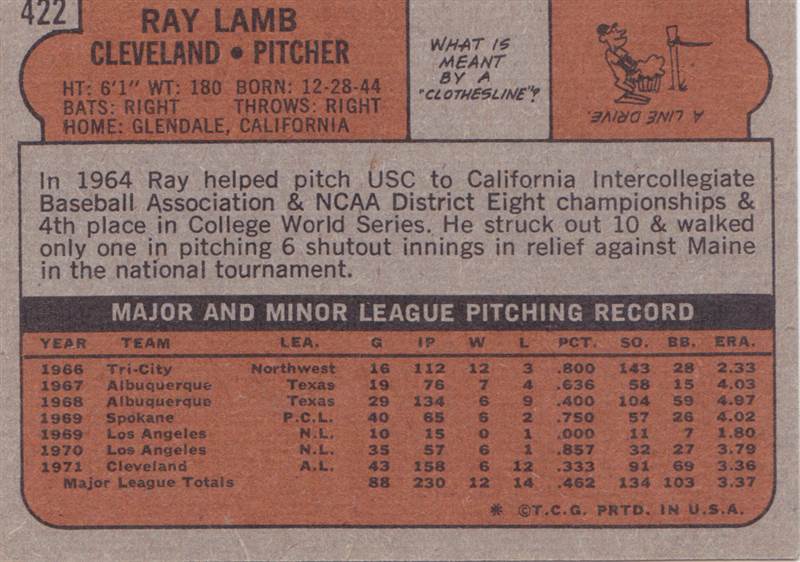 422
RAY LAMB
CLEVELAND • PITCHER
HT: 6'1" WT: 180 BORN: 12-28-44
BATS: RIGHT THROWS: RIGHT
HOME: GLENDALE, CALIFORNIA
WHAT IS
MEANT
BY A
"CLOTHESLINE"?
A LINE DRIVE.
In 1964 Ray helped pitch USC to California Intercollegiate
Baseball Association & NCAA District Eight championships &
4th place in College World Series. He struck out 10 & walked
only one in pitching 6 shutout innings in relief against Maine
in the national tournament.
MAJOR AND MINOR LEAGUE PITCHING RECORD
YEAR TEAM LEA. G IP W L PCT. SO. BB. ERA.
1966 Tri-City Northwest 16 112 12 3 .800 143 28 2.33
1967 Albuquerque Texas 19 76 7 4 .636 58 15 4.03
1968 Albuquerque Texas 29 134 6 9 .400 104 59 4.97
1969 Spokane P.C.L. 40 65 6 2 .750 57 26 4.02
1969 Los Angeles N.L. 10 15 0 1 .000 11 7 1.80
1970 Los Angeles N.L. 35 57 6 1 .857 32 27 3.79
1971 Cleveland A.L. 43 158 6 12 .333 91 69 3.36
Major League Totals 88 230 12 14 .462 134 103 3.37
* ©T.C.G. PRTD. IN U.S.A.